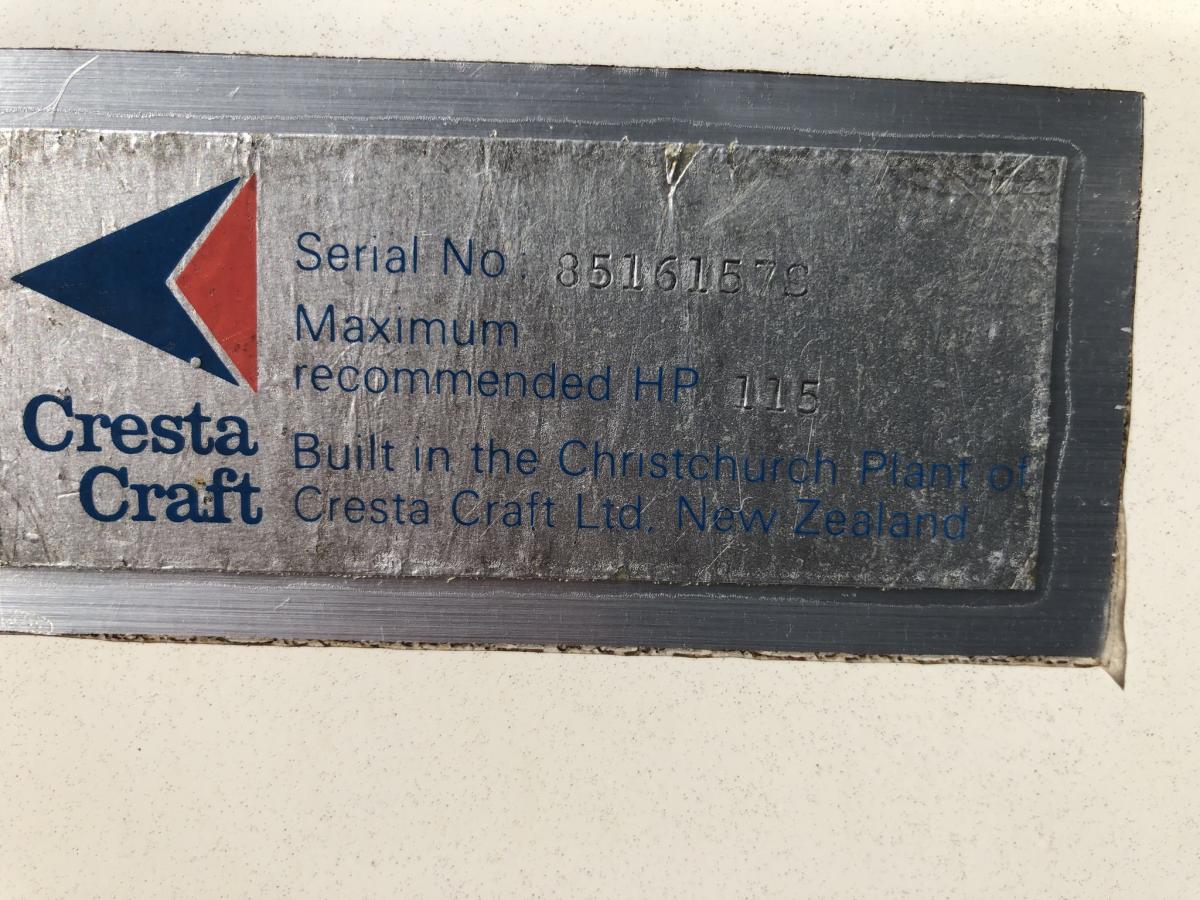 Serial No: 85161579
Maximum
recommended HP 115
Built in the Christchurch Plant of
Cresta Craft Ltd. New Zealand
Cresta
Craft